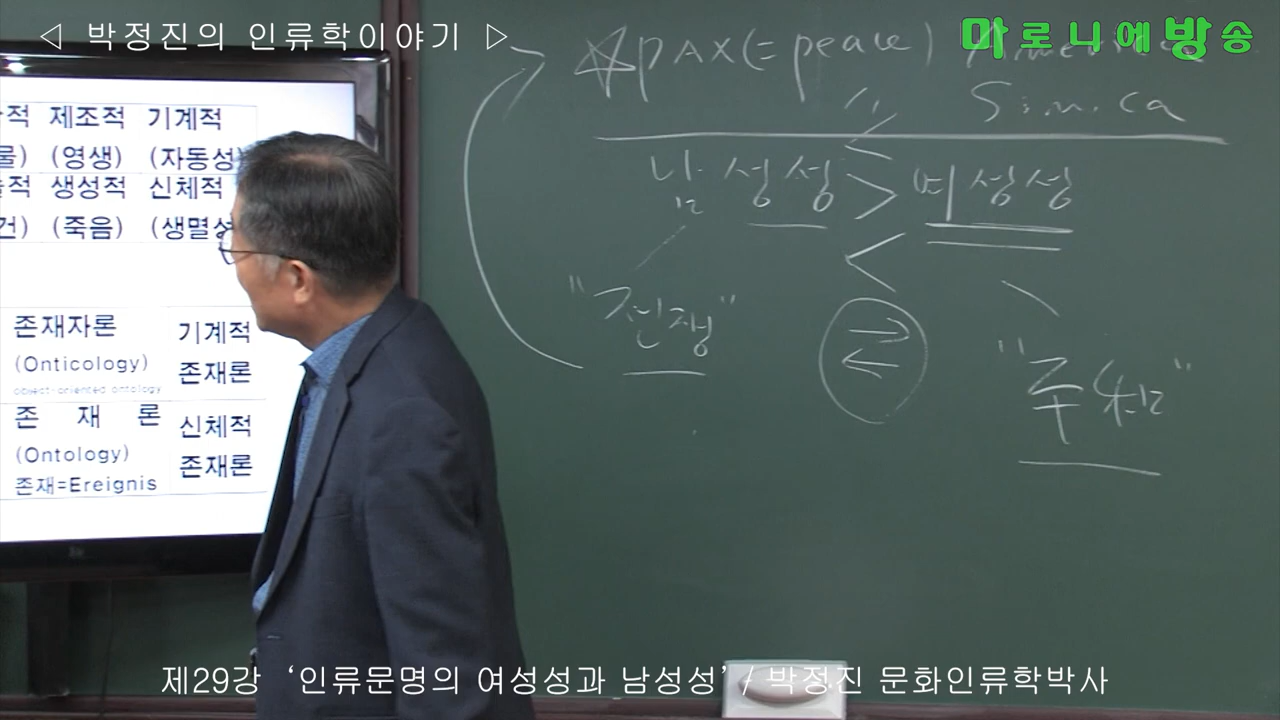 ◁ 박정진의 인류학이야기 ▷
마로니에방송
적 제조적 기계적
(영생) (자동성
적 생성적 신체적
건) (죽음) (생멸성
존재자론 기계적
(Onticology) 존재론
object-oriented ontology
존 재 론 신체적
(Ontology) 존재론
존재=Ereignis
☆PAX(=peace) America
Sinica
남성성 > 여성성
<
"전쟁"
⇄
제29강 ‘인류문명의 여성성과 남성성’ / 박정진 문화인류학박사